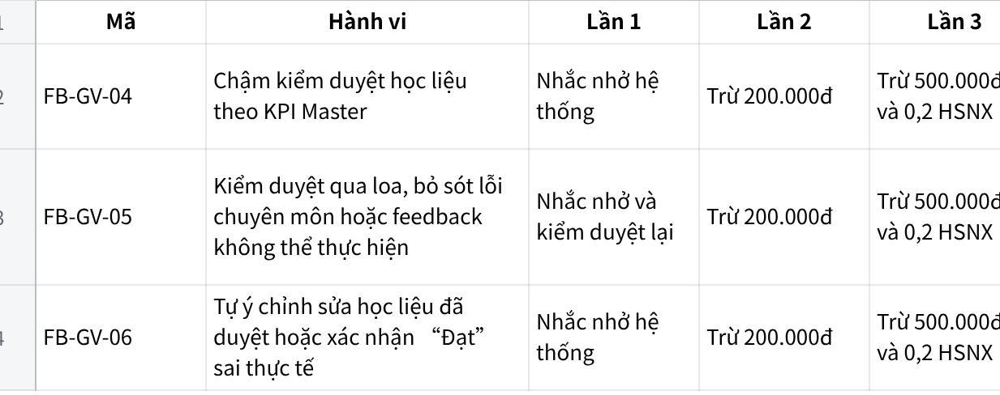 Mã Hành vi Lần 1 Lần 2 Lần 3
FB-GV-04
Chậm kiểm duyệt học liệu
theo KPI Master
Nhắc nhở hệ
thống
Trừ 200.000đ
Trừ 500.000đ
và 0,2 HSNX
FB-GV-05
Kiểm duyệt qua loa, bỏ sót lỗi
chuyên môn hoặc feedback
không thể thực hiện
Nhắc nhở và
kiểm duyệt lại
Trừ 200.000đ
Trừ 500.000đ
và 0,2 HSNX
FB-GV-06
Tự ý chỉnh sửa học liệu đã
duyệt hoặc xác nhận “Đạt”
sai thực tế
Nhắc nhở hệ
thống
Trừ 200.000đ
Trừ 500.000đ
và 0,2 HSNX